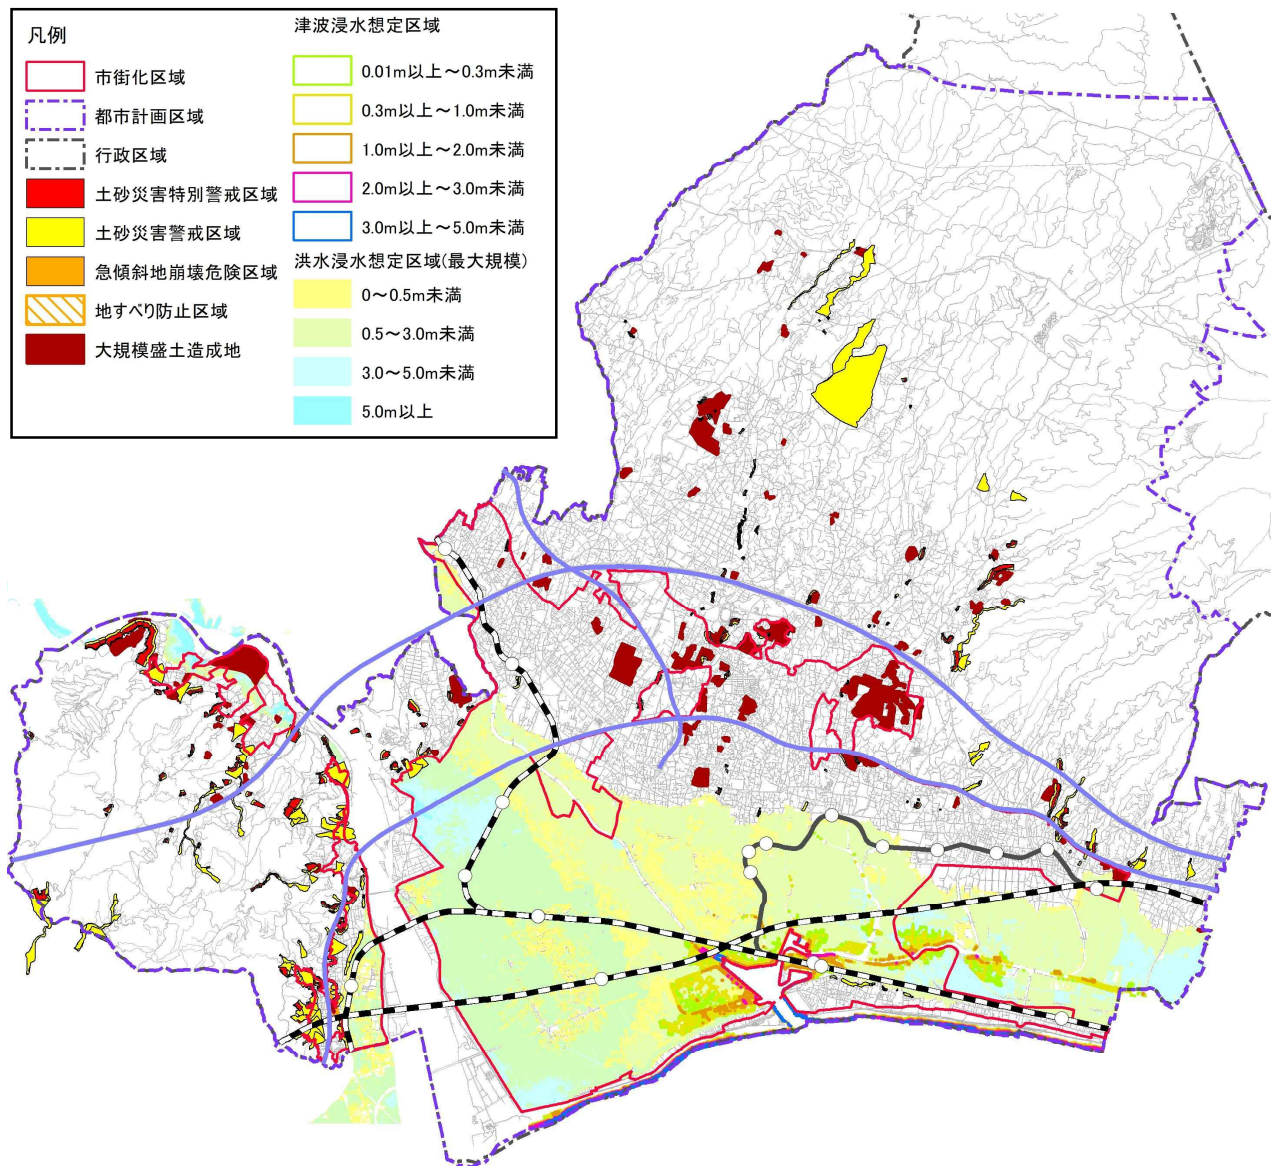 凡例
市街化区域
都市計画区域
行政区域
土砂災害特別警戒区域
土砂災害警戒区域
急傾斜地崩壊危険区域
地すべり防止区域
大規模盛土造成地
津波浸水想定区域
0.01m以上～0.3m未満
0.3m以上～1.0m未満
1.0m以上～2.0m未満
2.0m以上～3.0m未満
3.0m以上～5.0m未満
洪水浸水想定区域(最大規模)
0～0.5m未満
0.5～3.0m未満
3.0～5.0m未満
5.0m以上